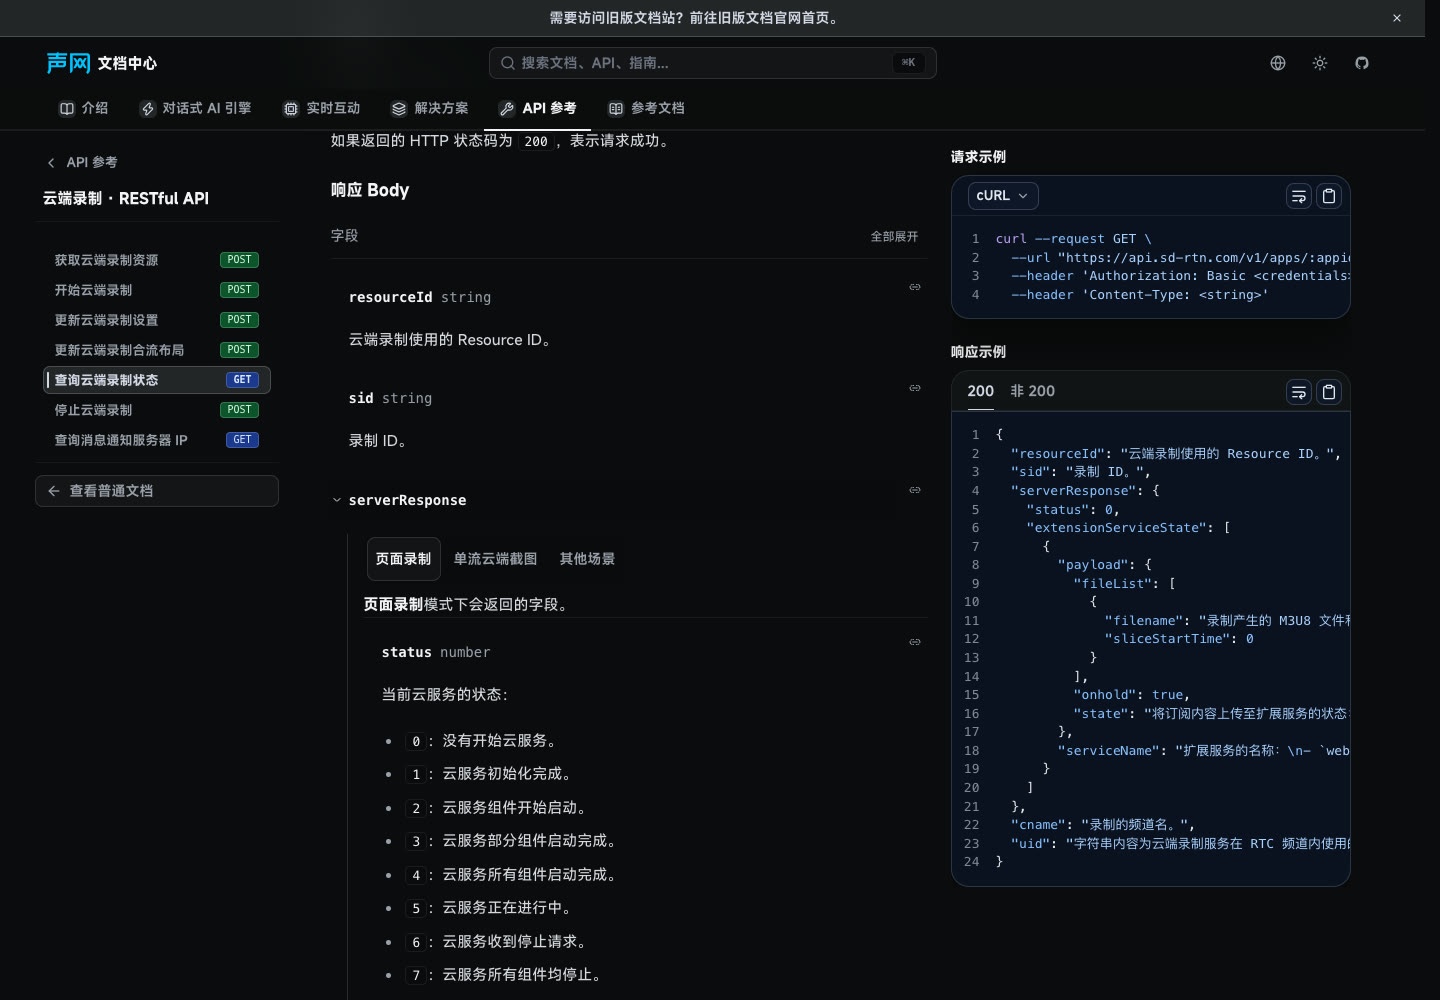 需要访问旧版文档站？前往旧版文档官网首页。
声网 文档中心
搜索文档、API、指南...
⌘K
介绍
对话式 AI 引擎
实时互动
解决方案
API 参考
参考文档
API 参考
云端录制 · RESTful API
获取云端录制资源 POST
开始云端录制 POST
更新云端录制设置 POST
更新云端录制合流布局 POST
查询云端录制状态 GET
停止云端录制 POST
查询消息通知服务器 IP GET
查看普通文档
如果返回的 HTTP 状态码为 200，表示请求成功。
响应 Body
字段 全部展开
resourceId string
云端录制使用的 Resource ID。
sid string
录制 ID。
serverResponse
页面录制 单流云端截图 其他场景
页面录制模式下会返回的字段。
status number
当前云服务的状态：
0：没有开始云服务。
1：云服务初始化完成。
2：云服务组件开始启动。
3：云服务部分组件启动完成。
4：云服务所有组件启动完成。
5：云服务正在进行中。
6：云服务收到停止请求。
7：云服务所有组件均停止。
请求示例
cURL
1 curl --request GET \
2 --url "https://api.sd-rtn.com/v1/apps/:appi
3 --header 'Authorization: Basic <credentials>
4 --header 'Content-Type: <string>'
响应示例
200 非 200
1 {
2 "resourceId": "云端录制使用的 Resource ID。",
3 "sid": "录制 ID。",
4 "serverResponse": {
5 "status": 0,
6 "extensionServiceState": [
7 {
8 "payload": {
9 "fileList": [
10 {
11 "filename": "录制产生的 M3U8 文件和
12 "sliceStartTime": 0
13 }
14 ],
15 "onhold": true,
16 "state": "将订阅内容上传至扩展服务的状态:
17 },
18 "serviceName": "扩展服务的名称：\n- `web
19 }
20 ]
21 },
22 "cname": "录制的频道名。",
23 "uid": "字符串内容为云端录制服务在 RTC 频道内使用的
24 }